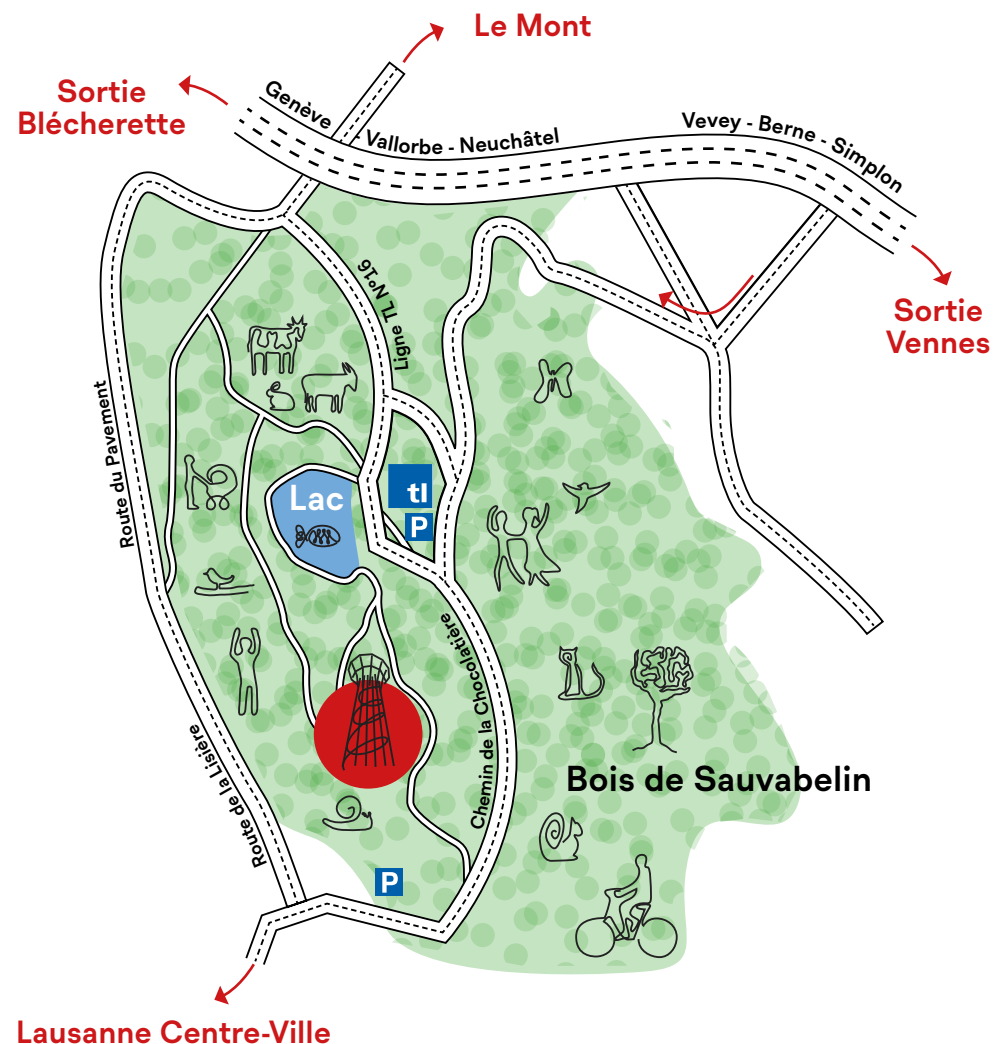 Le Mont
Sortie
Blécherette
Genève
Vallorbe - Neuchâtel
Vevey - Berne - Simplon
Sortie
Vennes
Ligne TL N°16
Route du Pavement
Lac
tl
P
Chemin de la Chocolatière
Route de la Lisière
Bois de Sauvabelin
P
Lausanne Centre-Ville